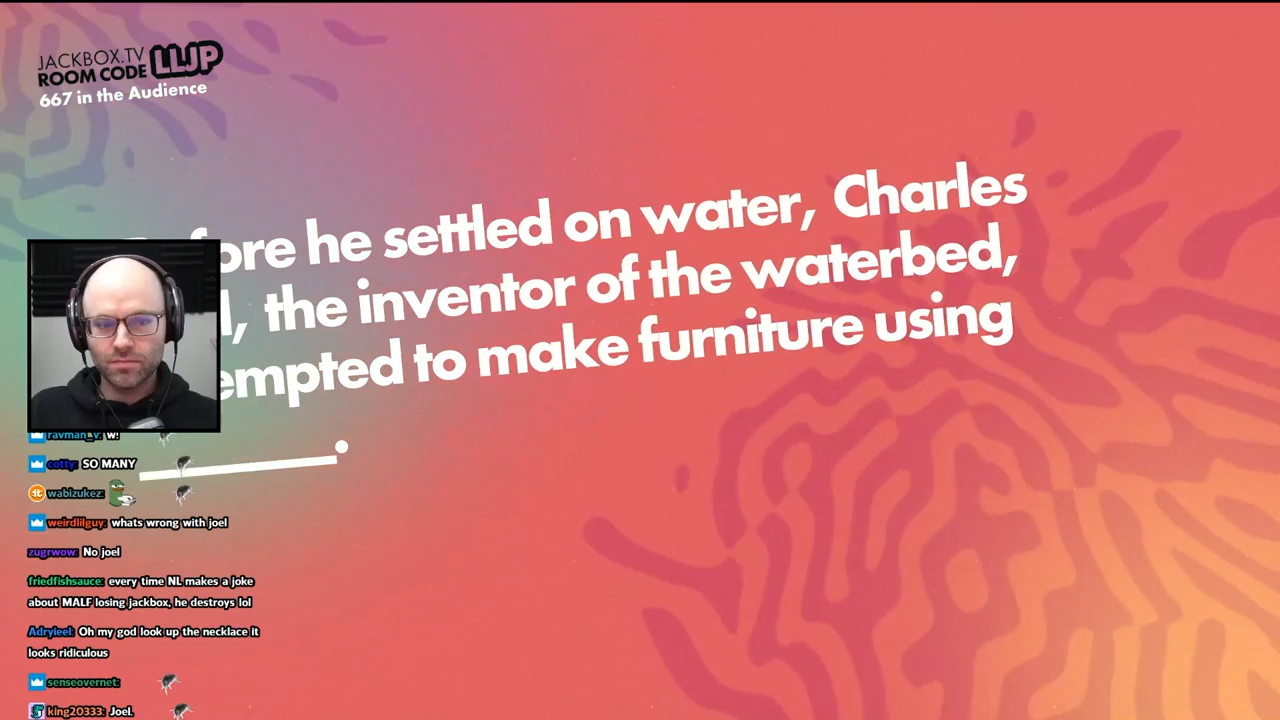 JACKBOX.TV
ROOM CODE LLJP
667 in the Audience
fore he settled on water, Charles
l, the inventor of the waterbed,
empted to make furniture using
ravman_v: w!
cotty: SO MANY
wabizukez:
weirdlilguy: whats wrong with joel
zugrwow: No joel
friedfishsauce: every time NL makes a joke
about MALF losing jackbox, he destroys lol
Adryleel: Oh my god look up the necklace it
looks ridiculous
senseovernet:
king20333: Joel.